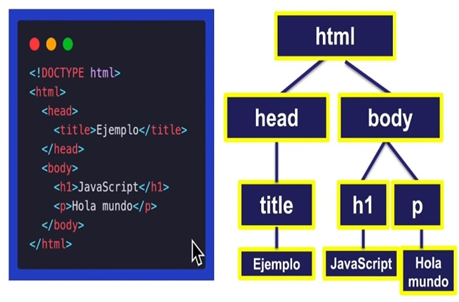 <!DOCTYPE html>
<html>
<head>
<title>Ejemplo</title>
</head>
<body>
<h1>JavaScript</h1>
<p>Hola mundo</p>
</body>
</html>
html
head body
title h1 p
Ejemplo JavaScript Hola
mundo